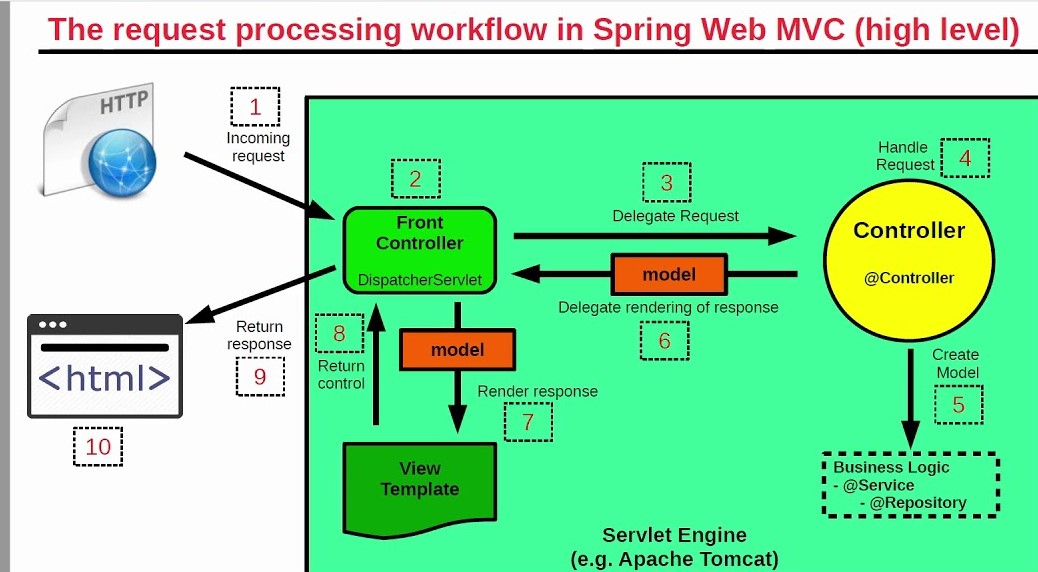 The request processing workflow in Spring Web MVC (high level)
HTTP
1
Incoming
request
2
Front
Controller
DispatcherServlet
3
Delegate Request
Handle
Request
4
Controller
@Controller
model
Delegate rendering of response
6
Create
Model
5
Business Logic
- @Service
- @Repository
model
Render response
7
8
Return
control
View
Template
Return
response
9
<html>
10
Servlet Engine
(e.g. Apache Tomcat)